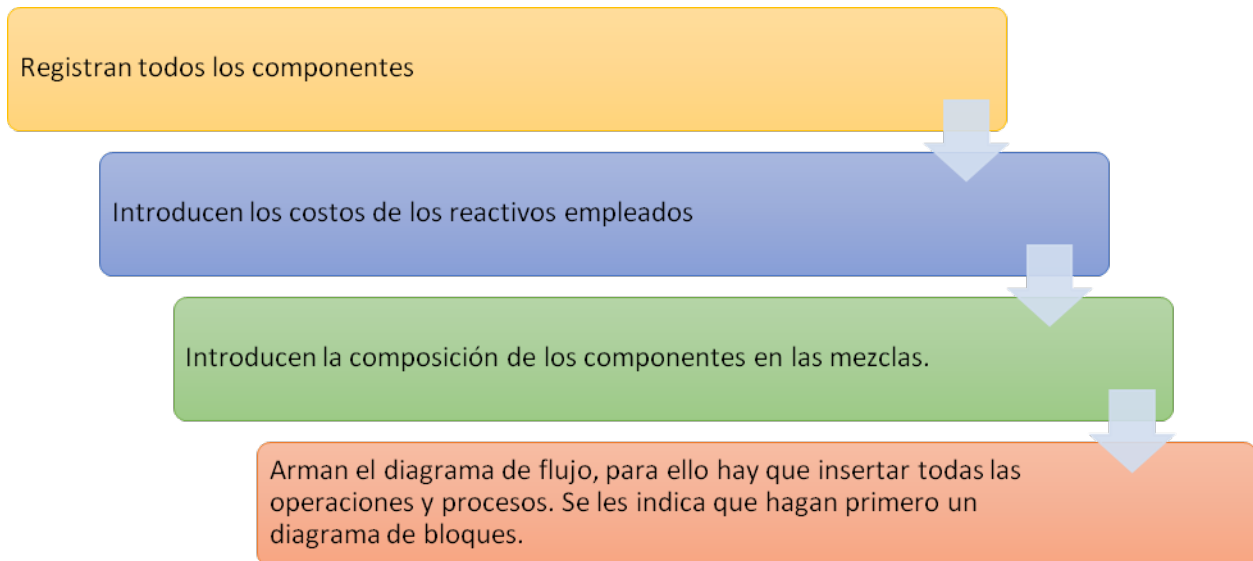 Registran todos los componentes
Introducen los costos de los reactivos empleados
Introducen la composición de los componentes en las mezclas.
Arman el diagrama de flujo, para ello hay que insertar todas las
operaciones y procesos. Se les indica que hagan primero un
diagrama de bloques.